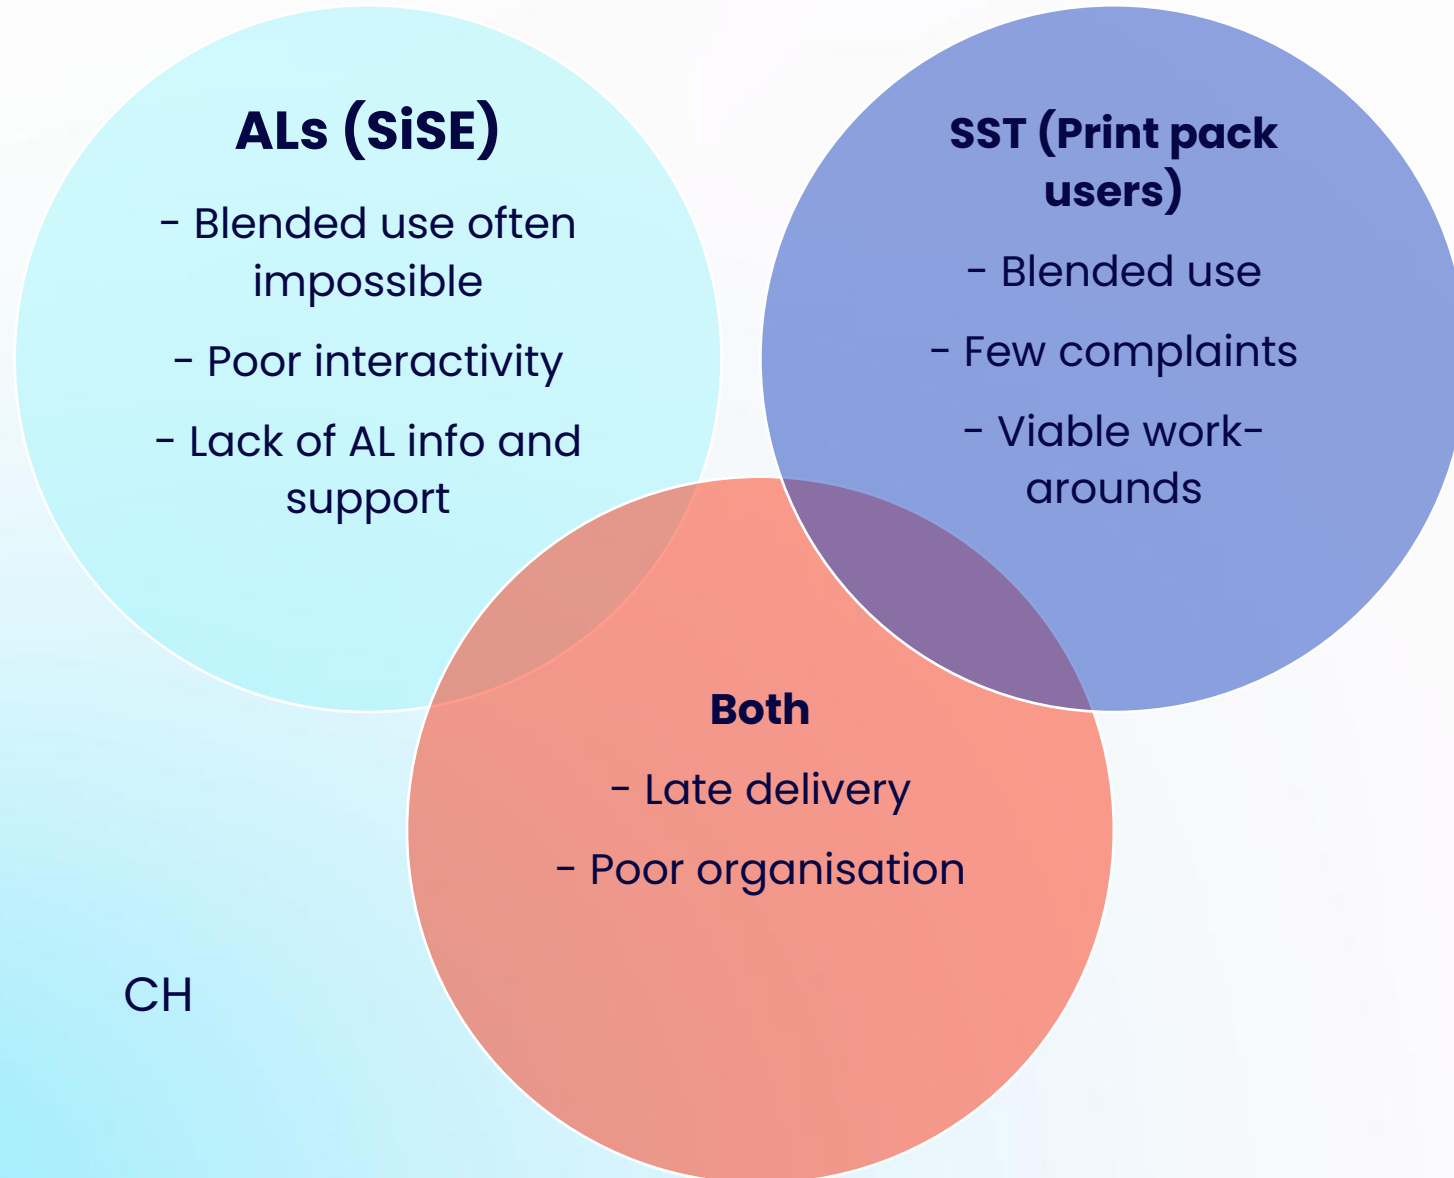 ALs (SiSE)
- Blended use often
impossible
- Poor interactivity
- Lack of AL info and
support
SST (Print pack
users)
- Blended use
- Few complaints
- Viable work-
arounds
Both
- Late delivery
- Poor organisation
CH